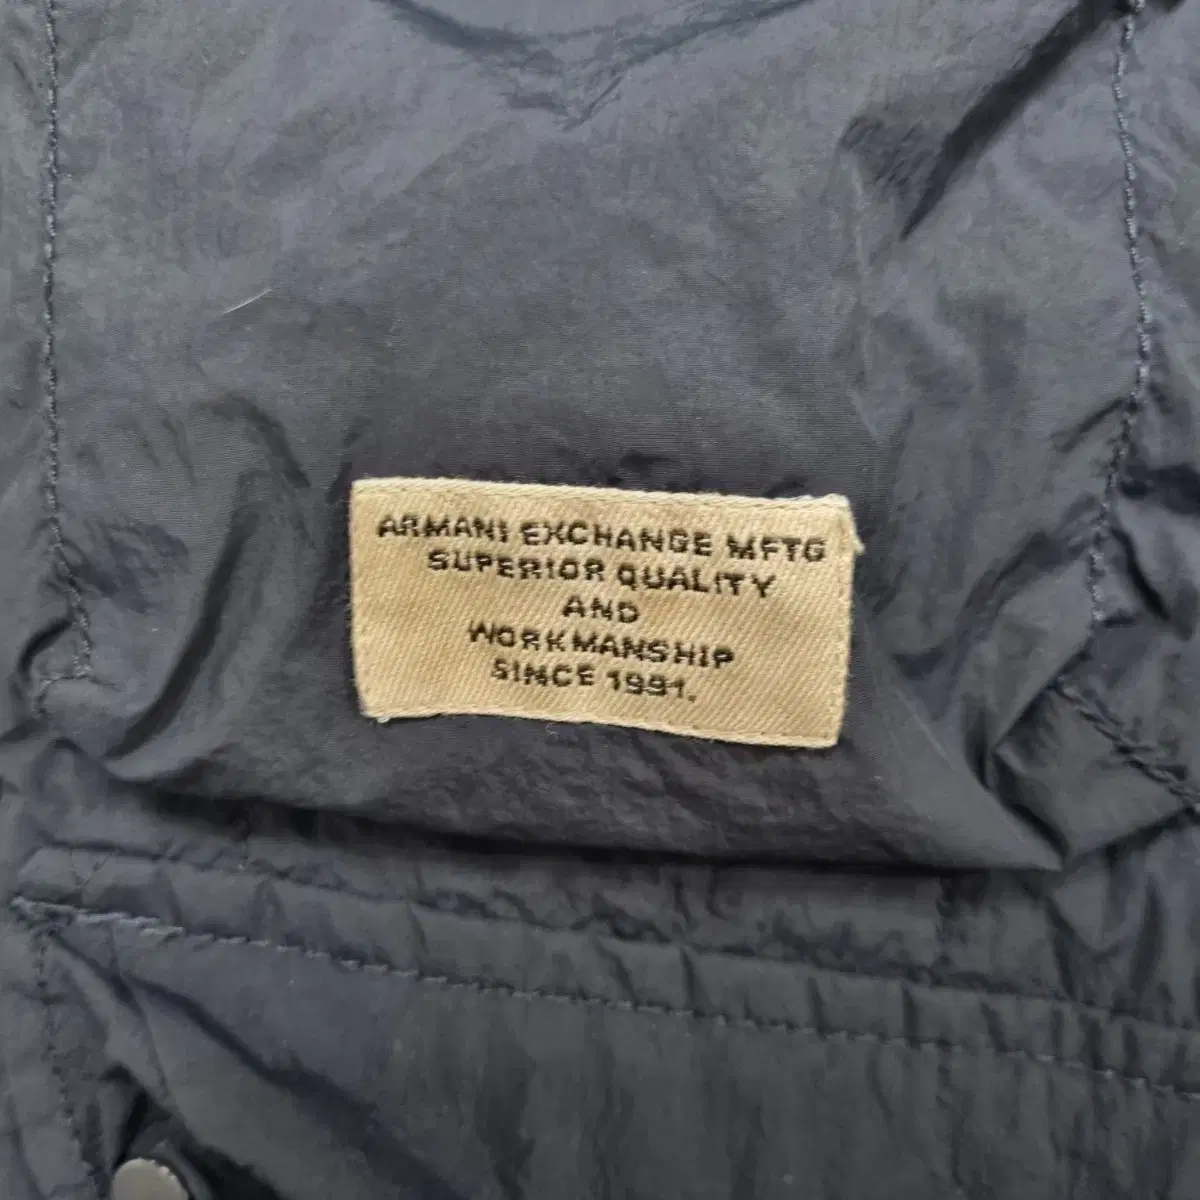 ARMANI EXCHANGE MFTG
SUPERIOR QUALITY
AND
WORKMANSHIP
SINCE 1991.